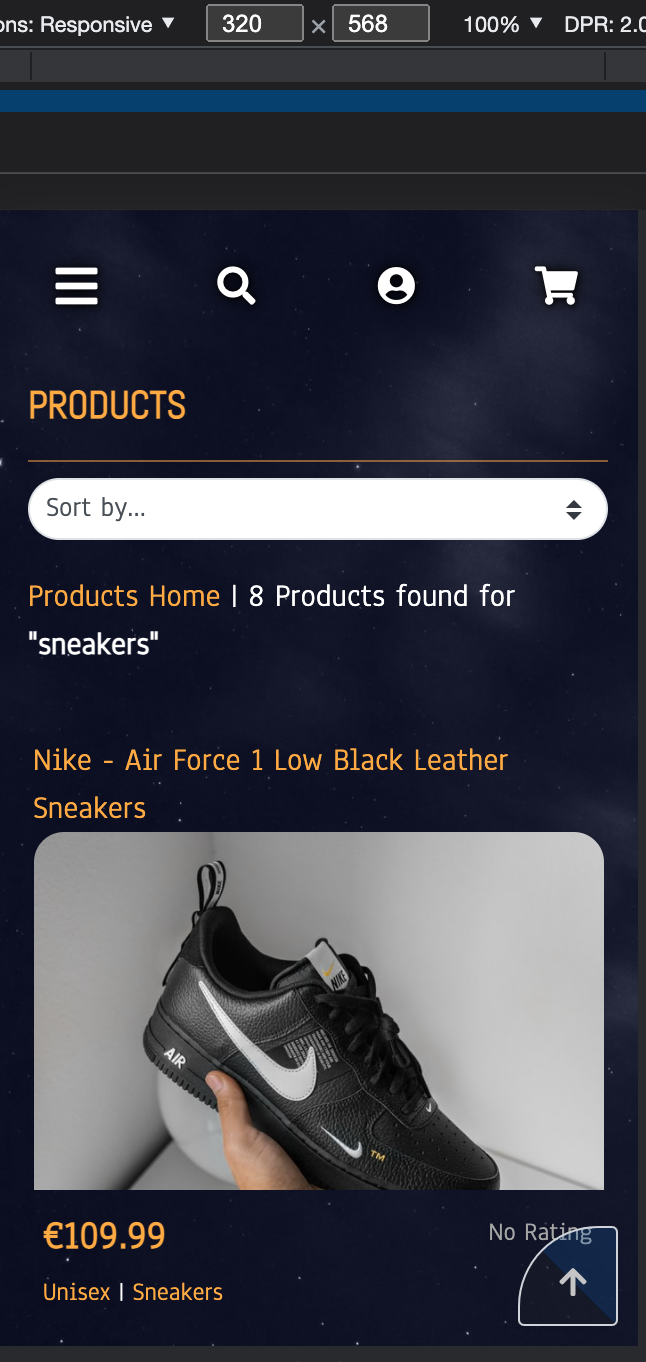 ons: Responsive ▼ 320 × 568 100% ▼ DPR: 2.0
PRODUCTS
Sort by...
Products Home | 8 Products found for
"sneakers"
Nike - Air Force 1 Low Black Leather
Sneakers
NIKE
NIKE
AIR
TM
€109.99
No Rating
Unisex | Sneakers